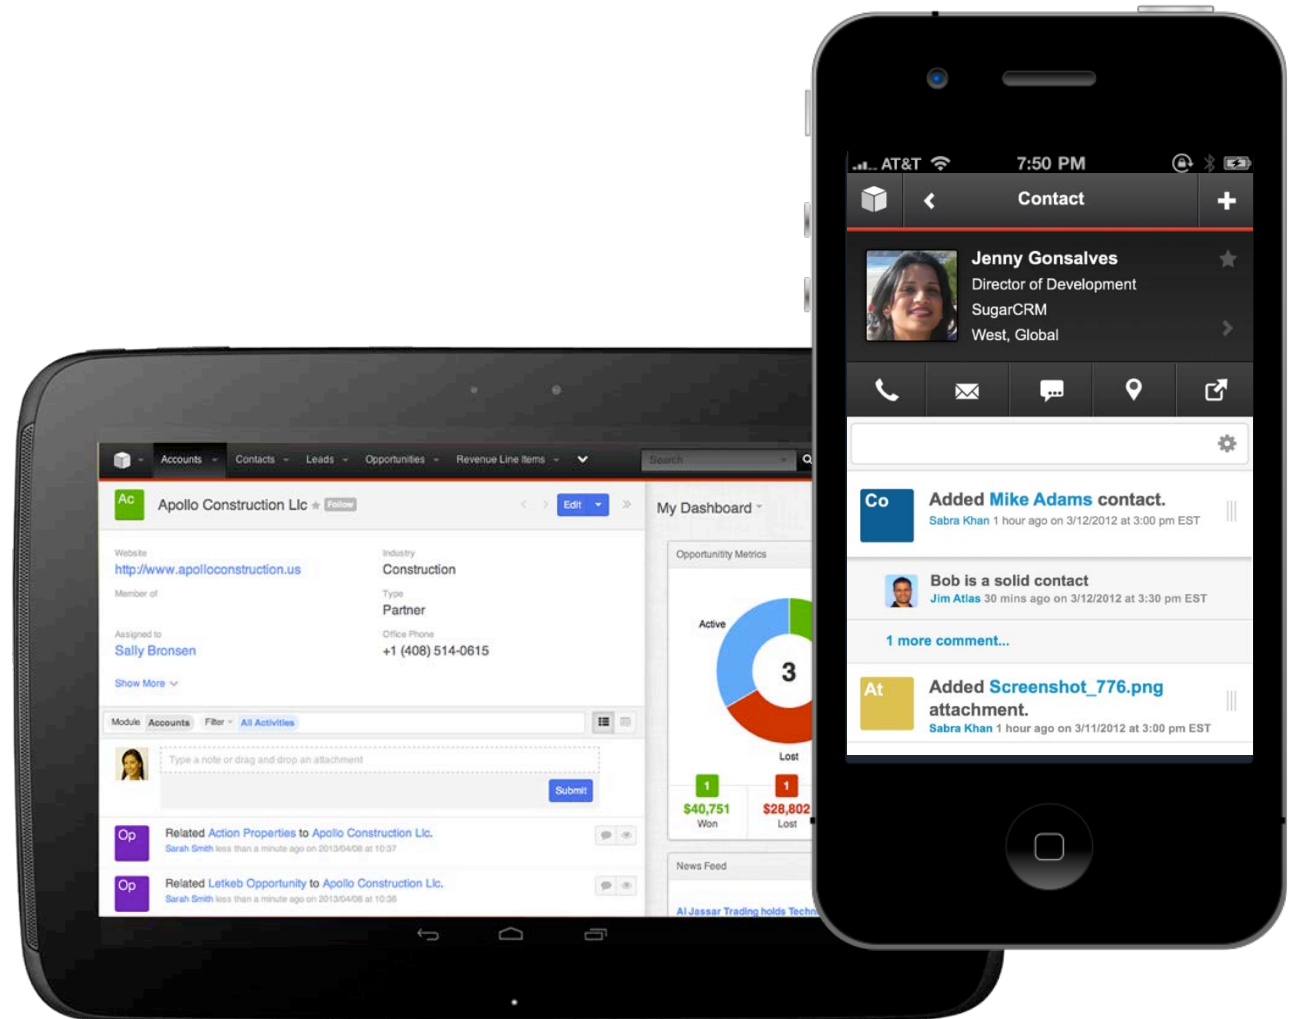 AT&T 7:50 PM
Contact
Jenny Gonsalves
Director of Development
SugarCRM
West, Global
Co
Added Mike Adams contact.
Sabra Khan 1 hour ago on 3/12/2012 at 3:00 pm EST
Bob is a solid contact
Jim Atlas 30 mins ago on 3/12/2012 at 3:30 pm EST
1 more comment...
At
Added Screenshot_776.png
attachment.
Sabra Khan 1 hour ago on 3/11/2012 at 3:00 pm EST
Accounts Contacts Leads Opportunities Revenue Line Items Search
Ac
Apollo Construction Llc Follow
Edit
Website
http://www.apolloconstruction.us
Industry
Construction
Member of
Type
Partner
Assigned to
Sally Bronsen
Office Phone
+1 (408) 514-0615
Show More
Module Accounts Filter All Activities
Type a note or drag and drop an attachment
Submit
Op
Related Action Properties to Apollo Construction Llc.
Sarah Smith less than a minute ago on 2013/04/08 at 10:37
Op
Related Letkeb Opportunity to Apollo Construction Llc.
Sarah Smith less than a minute ago on 2013/04/08 at 10:36
My Dashboard
Opportunitity Metrics
Active
3
Lost
1 1
$40,751 $28,802
Won Lost
News Feed
Al Jassar Trading holds Techn